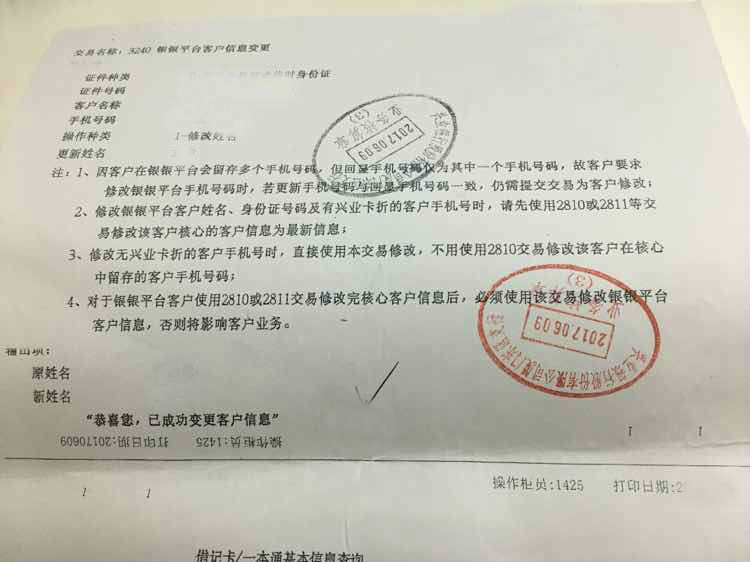 交易名称：3240 银银平台客户信息变更
证件种类 时身份证
证件号码
客户名称
手机号码
操作种类 1-修改姓名
更新姓名
注：1、因客户在银银平台会留存多个手机号码，但回显手机号码仅为其中一个手机号码，故客户要求
修改银银平台手机号码时，若更新手机号码与回显手机号码一致，仍需提交交易为客户修改；
2、修改银银平台客户姓名、身份证号码及有兴业卡折的客户手机号时，请先使用2810或2811等交
易修改该客户核心的客户信息为最新信息；
3、修改无兴业卡折的客户手机号时，直接使用本交易修改，不用使用2810交易修改该客户在核心
中留存的客户手机号码；
4、对于银银平台客户使用2810或2811交易修改完核心客户信息后，必须使用该交易修改银银平台
客户信息，否则将影响客户业务。
2017.06.09
(3)
兴业银行股份有限公司厦门
2017.06.09
(3)
输出项：
原姓名
新姓名
“恭喜您，已成功变更客户信息”
操作柜员:1425 打印日期:20170609
1 1
操作柜员:1425 打印日期:2
1 1
借记卡/一本通基本信息查询